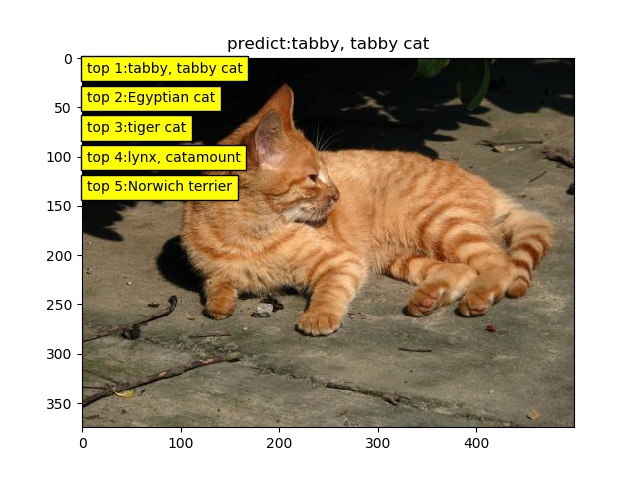 predict:tabby, tabby cat
top 1:tabby, tabby cat
top 2:Egyptian cat
top 3:tiger cat
top 4:lynx, catamount
top 5:Norwich terrier
0
50
100
150
200
250
300
350
0 100 200 300 400